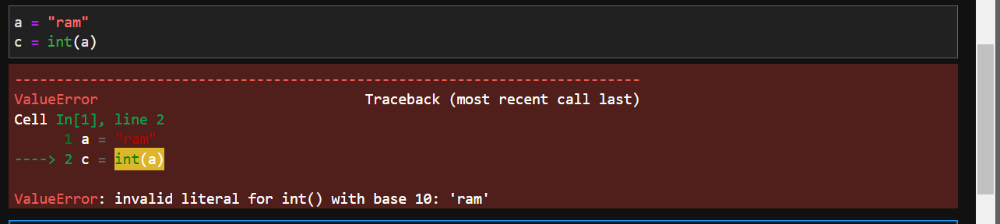 a = "ram"
c = int(a)
---------------------------------------------------------------------------
ValueError                                Traceback (most recent call last)
Cell In[1], line 2
      1 a = "ram"
----> 2 c = int(a)
ValueError: invalid literal for int() with base 10: 'ram'